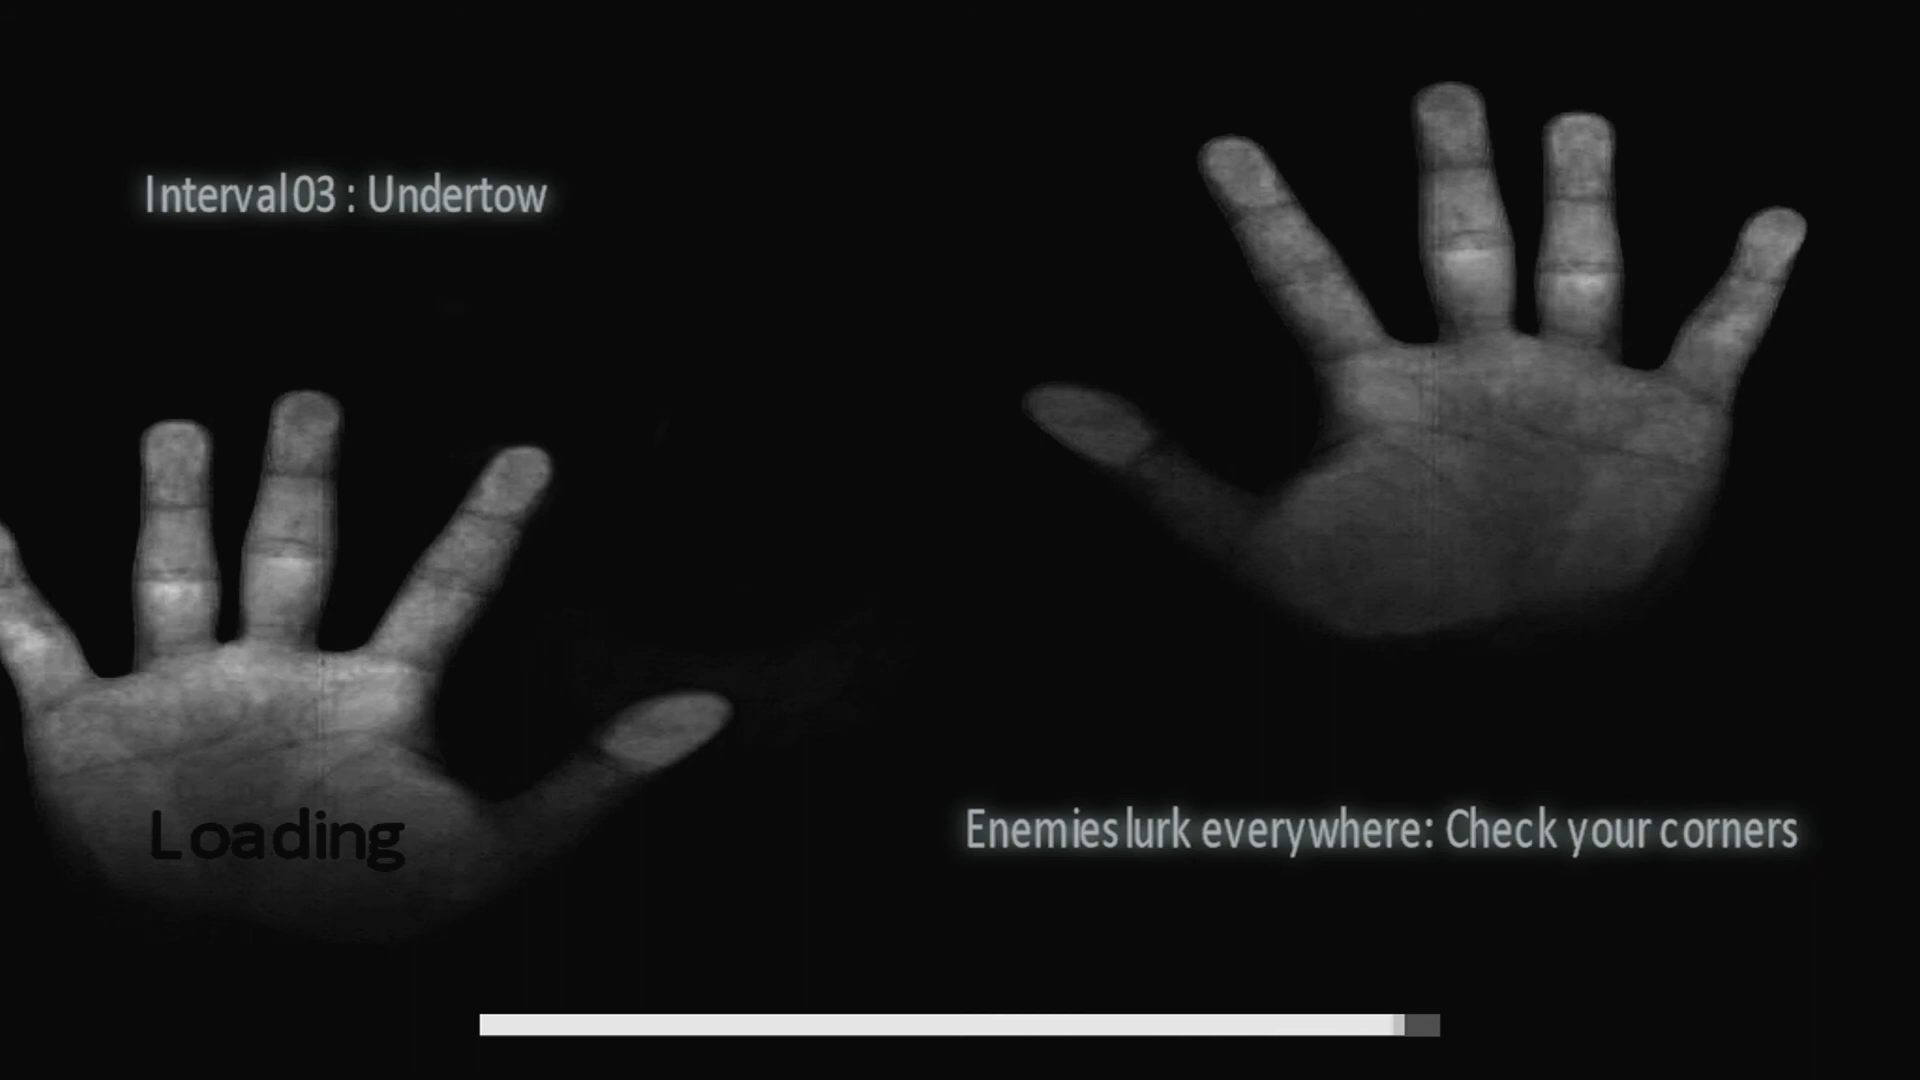 Interval 03 : Undertow
Loading
Enemies lurk everywhere: Check your corners